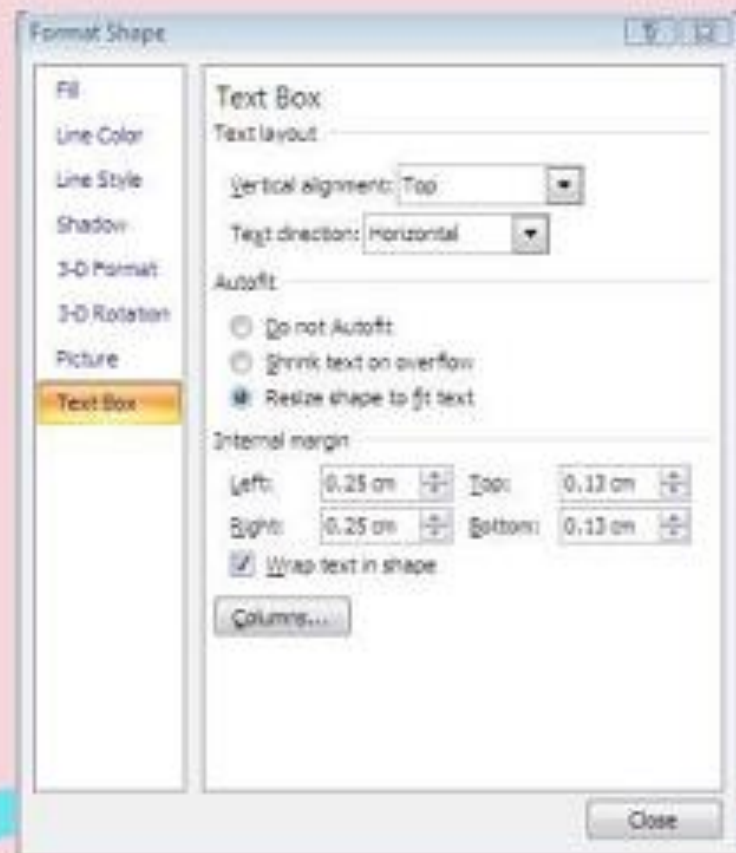 Format Shape
Fill
Line Color
Line Style
Shadow
3-D Format
3-D Rotation
Picture
Text Box
Text Box
Text layout
Vertical alignment: Top
Text direction: Horizontal
Autofit
Do not Autofit
Shrink text on overflow
Resize shape to fit text
Internal margin
Left: 0.25 cm Top: 0.13 cm
Right: 0.25 cm Bottom: 0.13 cm
Wrap text in shape
Columns...
Close